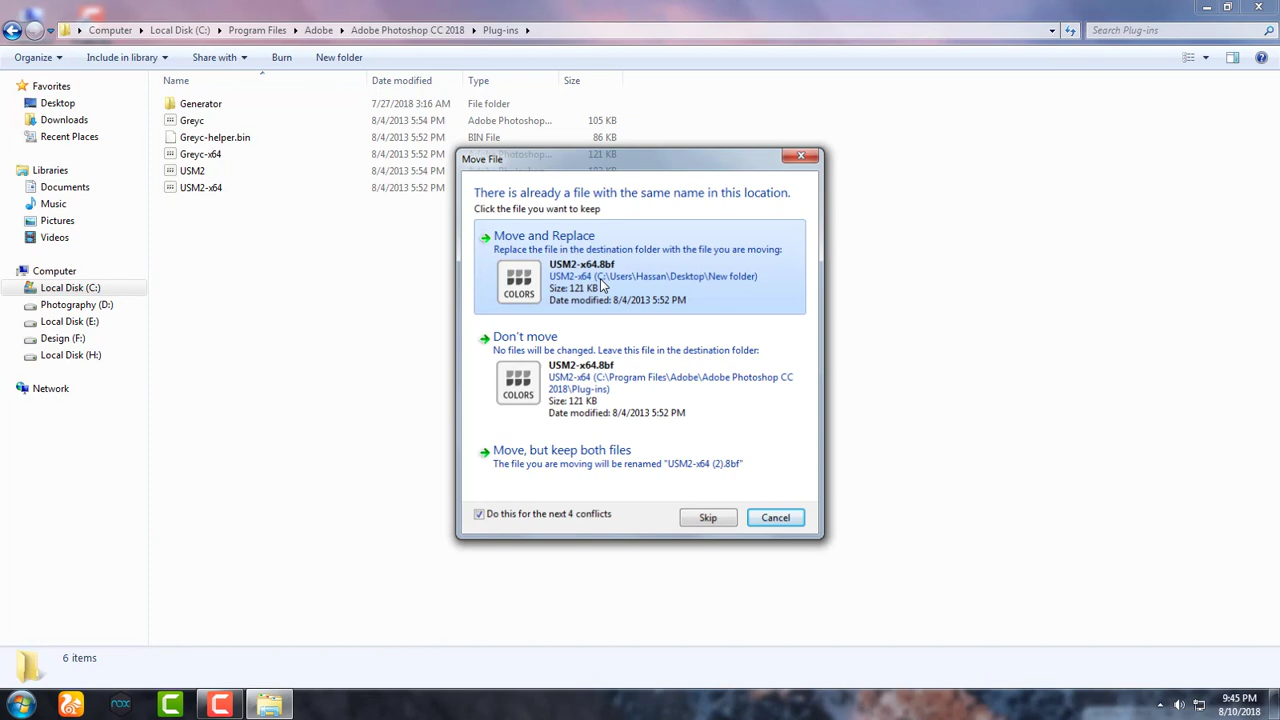 Computer Local Disk (C:) Program Files Adobe Adobe Photoshop CC 2018 Plug-ins Search Plug-ins
Organize Include in library Share with Burn New folder
Favorites
Desktop
Downloads
Recent Places
Libraries
Documents
Music
Pictures
Videos
Computer
Local Disk (C:)
Photography (D:)
Local Disk (E:)
Design (F:)
Local Disk (H:)
Network
Name Date modified Type Size
Generator 7/27/2018 3:16 AM File folder
Greyc 8/4/2013 5:54 PM Adobe Photoshop... 105 KB
Greyc-helper.bin 8/4/2013 5:52 PM BIN File 86 KB
Greyc-x64 8/4/2013 5:52 PM Adobe Photoshop... 121 KB
USM2 8/4/2013 5:54 PM
USM2-x64 8/4/2013 5:52 PM
Move File
There is already a file with the same name in this location.
Click the file you want to keep
Move and Replace
Replace the file in the destination folder with the file you are moving:
COLORS
USM2-x64.8bf
USM2-x64 (C:\Users\Hassan\Desktop\New folder)
Size: 121 KB
Date modified: 8/4/2013 5:52 PM
Don't move
No files will be changed. Leave this file in the destination folder:
COLORS
USM2-x64.8bf
USM2-x64 (C:\Program Files\Adobe\Adobe Photoshop CC
2018\Plug-ins)
Size: 121 KB
Date modified: 8/4/2013 5:52 PM
Move, but keep both files
The file you are moving will be renamed "USM2-x64 (2).8bf"
Do this for the next 4 conflicts Skip Cancel
6 items
nox
9:45 PM
8/10/2018